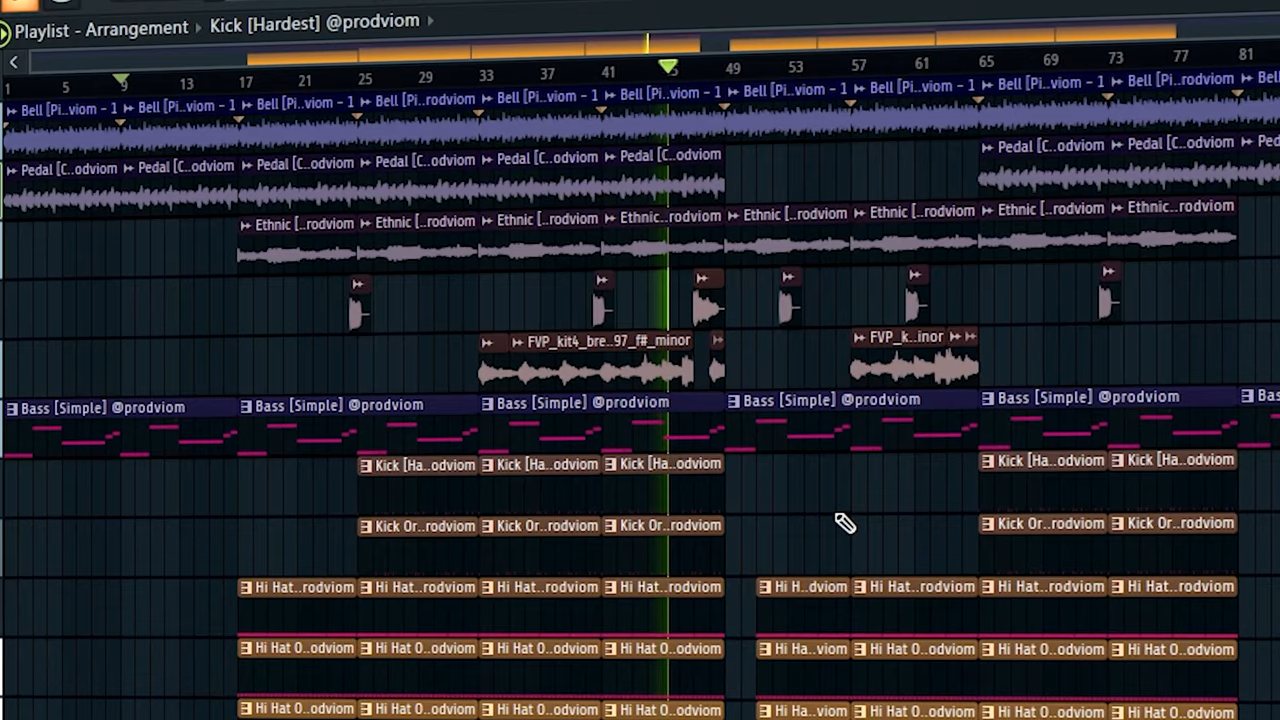 Playlist - Arrangement › Kick [Hardest] @prodviom ›
1 5 9 13 17 21 25 29 33 37 41 45 49 53 57 61 65 69 73 77 81
Bell [Pi..viom - 1 Bell [Pi..viom - 1 Bell [Pi..viom - 1 Bell [Pi..rodviom Bell [Pi..viom - 1 Bell [Pi..viom - 1 Bell [Pi..viom - 1 Bell [Pi..viom - 1 Bell [Pi..viom - 1 Bell [Pi..viom - 1 Bell
Pedal [C..odviom Pedal [C..odviom Pedal [C..odviom Pedal [C..odviom Pedal [C..odviom Pedal [C..odviom Pedal [C..odviom Pedal [C..odviom Pedal
Ethnic [..rodviom Ethnic [..rodviom Ethnic [..rodviom Ethnic..rodviom Ethnic [..rodviom Ethnic [..rodviom Ethnic [..rodviom Ethnic..rodviom
FVP_kit4_bre..97_f#_minor FVP_k..inor
Bass [Simple] @prodviom Bass [Simple] @prodviom Bass [Simple] @prodviom Bass [Simple] @prodviom Bass [Simple] @prodviom Bas
Kick [Ha..odviom Kick [Ha..odviom Kick [Ha..odviom Kick [Ha..odviom Kick [Ha..odviom
Kick Or..rodviom Kick Or..rodviom Kick Or..rodviom Kick Or..rodviom Kick Or..rodviom
Hi Hat..rodviom Hi Hat..rodviom Hi Hat..rodviom Hi Hat..rodviom Hi H..dviom Hi Hat..rodviom Hi Hat..rodviom Hi Hat..rodviom
Hi Hat O..odviom Hi Hat O..odviom Hi Hat O..odviom Hi Hat O..odviom Hi Ha..viom Hi Hat O..odviom Hi Hat O..odviom Hi Hat O..odviom
Hi Hat O..odviom Hi Hat O..odviom Hi Hat O..odviom Hi Hat O..odviom Hi Ha..viom Hi Hat O..odviom Hi Hat O..odviom Hi Hat O..odviom